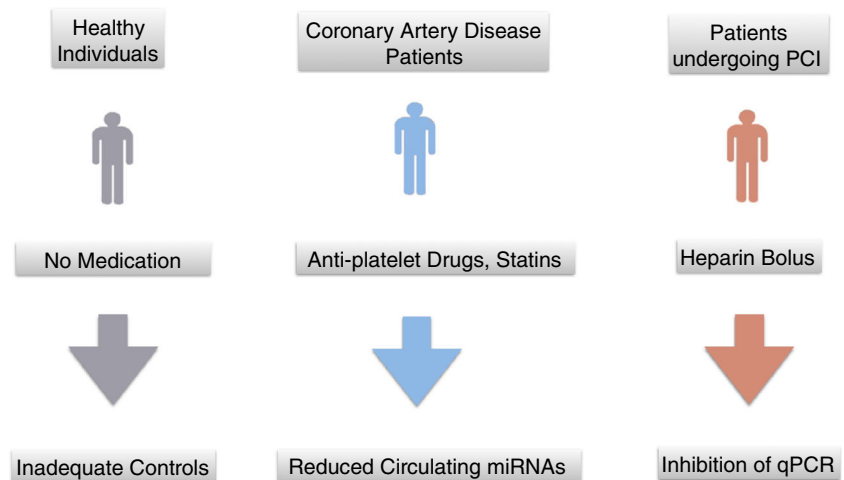 Healthy
Individuals
Coronary Artery Disease
Patients
Patients
undergoing PCI
No Medication
Anti-platelet Drugs, Statins
Heparin Bolus
Inadequate Controls
Reduced Circulating miRNAs
Inhibition of qPCR